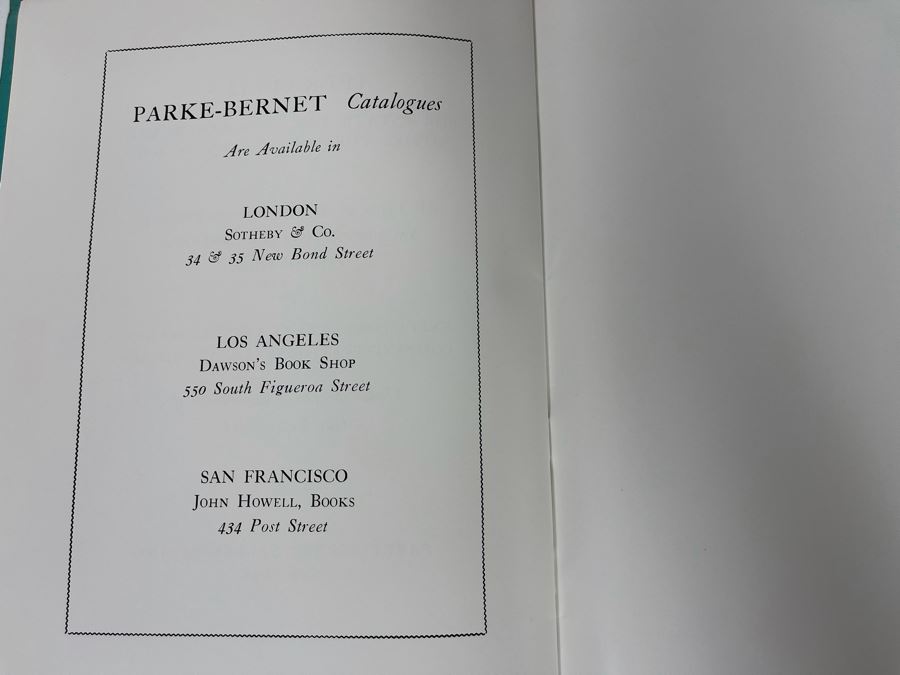 PARKE-BERNET Catalogues
Are Available in
LONDON
SOTHEBY & CO.
34 & 35 New Bond Street
LOS ANGELES
DAWSON'S BOOK SHOP
550 South Figueroa Street
SAN FRANCISCO
JOHN HOWELL, BOOKS
434 Post Street